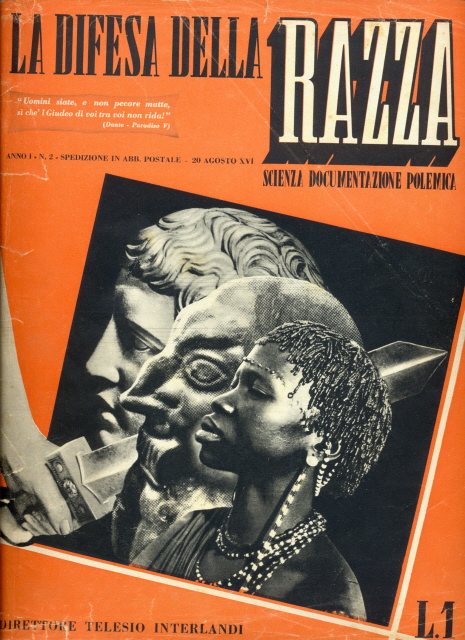 LA DIFESA DELLA
RAZZA
"Uomini siate, e non pecore matte,
sì che' l Giudeo di voi tra voi non rida!"
(Dante - Paradiso V)
ANNO I - N. 2 - SPEDIZIONE IN ABB. POSTALE - 20 AGOSTO XVI
SCIENZA DOCUMENTAZIONE POLEMICA
DIRETTORE TELESIO INTERLANDI
L.1